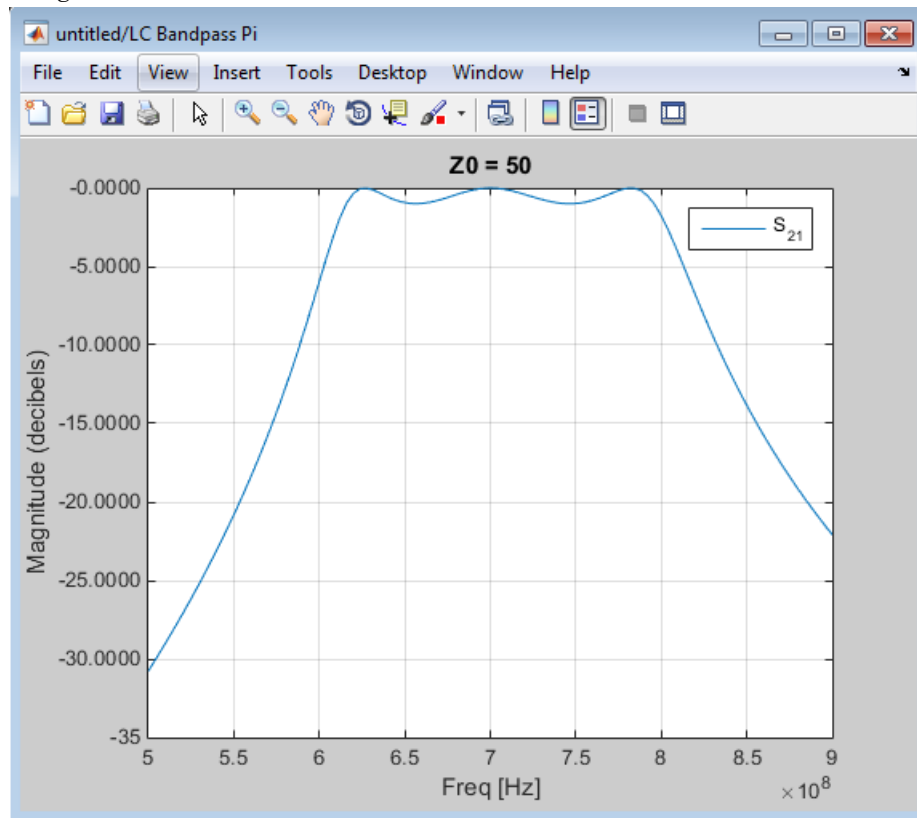 untitled/LC Bandpass Pi
File Edit View Insert Tools Desktop Window Help
Z0 = 50
-0.0000
-5.0000
-10.0000
-15.0000
-20.0000
-25.0000
-30.0000
-35
Magnitude (decibels)
S21
5 5.5 6 6.5 7 7.5 8 8.5 9
Freq [Hz]
×10^8